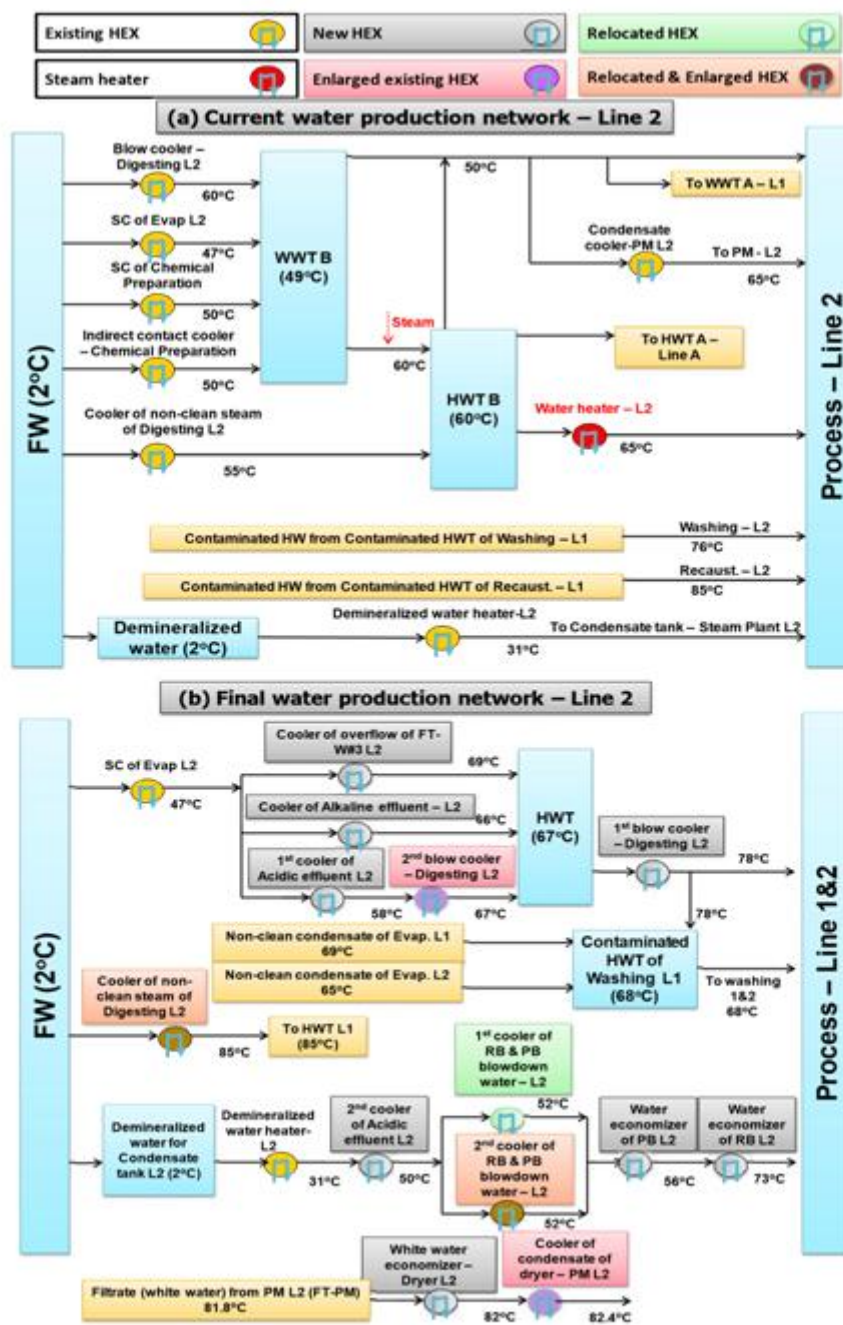 Existing HEX
New HEX
Relocated HEX
Steam heater
Enlarged existing HEX
Relocated & Enlarged HEX
(a) Current water production network – Line 2
FW (2°C)
Blow cooler –
Digesting L2
60°C
SC of Evap L2
47°C
SC of Chemical
Preparation
50°C
Indirect contact cooler
– Chemical Preparation
50°C
Cooler of non-clean steam
of Digesting L2
55°C
WWT B
(49°C)
Steam
60°C
HWT B
(60°C)
50°C
To WWT A – L1
Condensate
cooler-PM L2
To PM - L2
65°C
To HWT A –
Line A
Water heater – L2
65°C
Contaminated HW from Contaminated HWT of Washing – L1
Washing – L2
76°C
Contaminated HW from Contaminated HWT of Recaust. – L1
Recaust. – L2
85°C
Demineralized
water (2°C)
Demineralized water heater-L2
31°C
To Condensate tank – Steam Plant L2
Process – Line 2
(b) Final water production network – Line 2
FW (2°C)
SC of Evap L2
47°C
Cooler of overflow of FT-
W#3 L2
69°C
Cooler of Alkaline effluent – L2
66°C
1st cooler of
Acidic effluent L2
58°C
2nd blow cooler
– Digesting L2
67°C
HWT
(67°C)
1st blow cooler
– Digesting L2
78°C
78°C
Non-clean condensate of Evap. L1
69°C
Non-clean condensate of Evap. L2
65°C
Contaminated
HWT of
Washing L1
(68°C)
To washing
1&2
68°C
Cooler of non-
clean steam of
Digesting L2
85°C
To HWT L1
(85°C)
Demineralized
water for
Condensate
tank L2 (2°C)
Demineralized
water heater-
L2
31°C
2nd cooler
of Acidic
effluent L2
50°C
1st cooler of
RB & PB
blowdown
water – L2
52°C
2nd cooler of
RB & PB
blowdown
water – L2
52°C
Water
economizer
of PB L2
56°C
Water
economizer
of RB L2
73°C
Filtrate (white water) from PM L2 (FT-PM)
81.8°C
White water
economizer –
Dryer L2
82°C
Cooler of
condensate of
dryer – PM L2
82.4°C
Process – Line 1&2